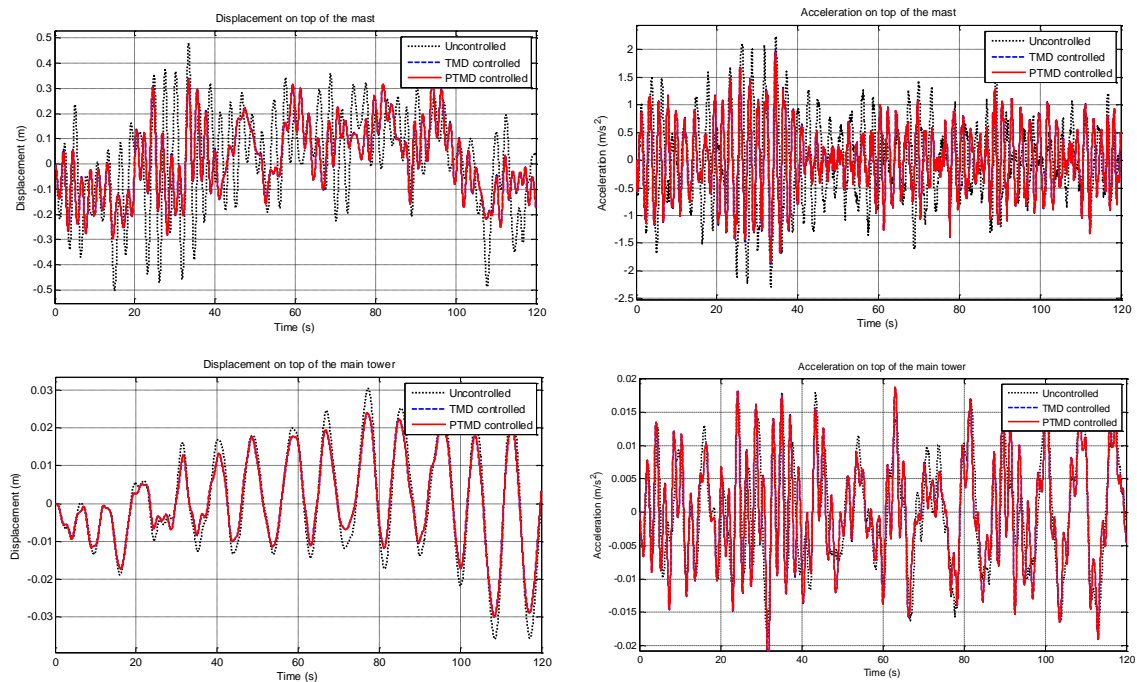 Displacement on top of the mast
0.5
0.4
0.3
0.2
0.1
0
-0.1
-0.2
-0.3
0.4
-0.5
Displacement (m)
Uncontrolled
TMD controlled
PTMD controlled
0 20 40 60 80 100 120
Time (s)
Acceleration on top of the mast
2
1.5
1
0.5
0
-0.5
-1
-1.5
-2
-2.5
Acceleration (m/s²)
Uncontrolled
TMD controlled
PTMD controlled
0 20 40 60 80 100 120
Time (s)
Displacement on top of the main tower
0.03
0.02
0.01
0
-0.01
-0.02
-0.03
Displacement (m)
Uncontrolled
TMD controlled
PTMD controlled
0 20 40 60 80 100 120
Time (s)
Acceleration on top of the main tower
0.02
0.015
0.01
0.005
0
-0.005
-0.01
-0.015
-0.02
Acceleration (m/s²)
Uncontrolled
TMD controlled
PTMD controlled
0 20 40 60 80 100 120
Time (s)